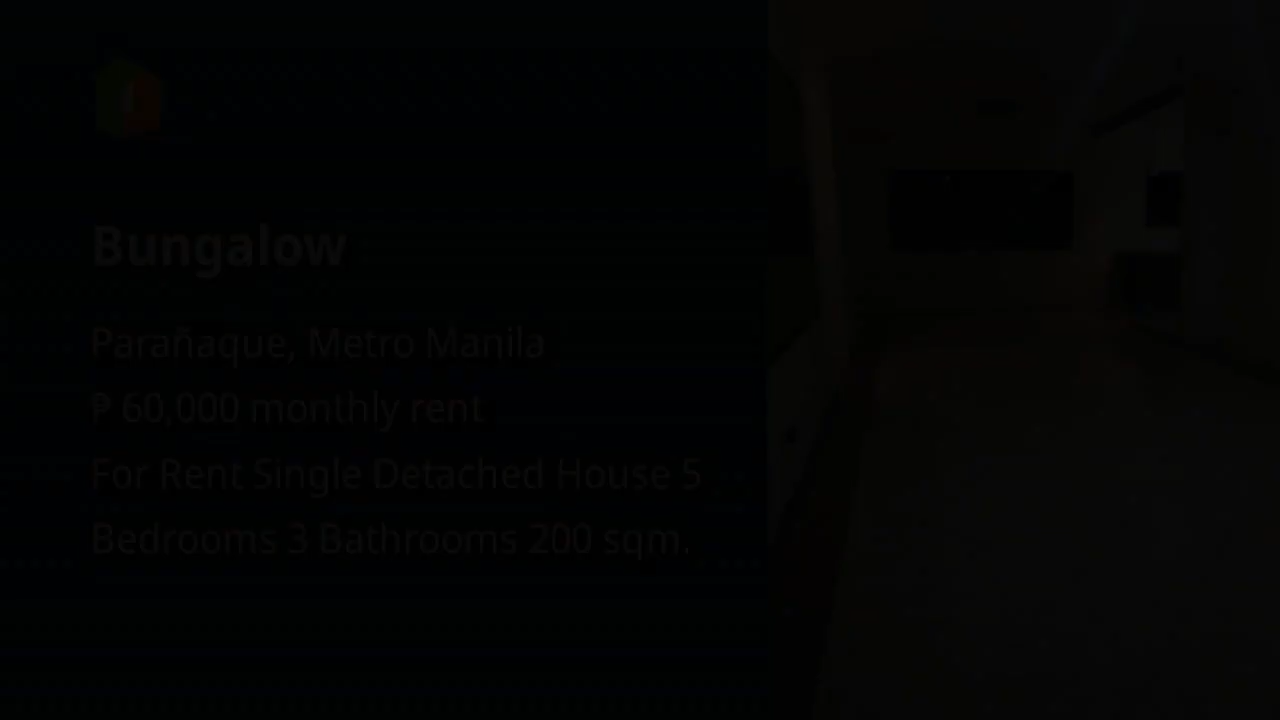 Bungalow
Parañaque, Metro Manila
₱ 60,000 monthly rent
For Rent Single Detached House 5
Bedrooms 3 Bathrooms 200 sqm.